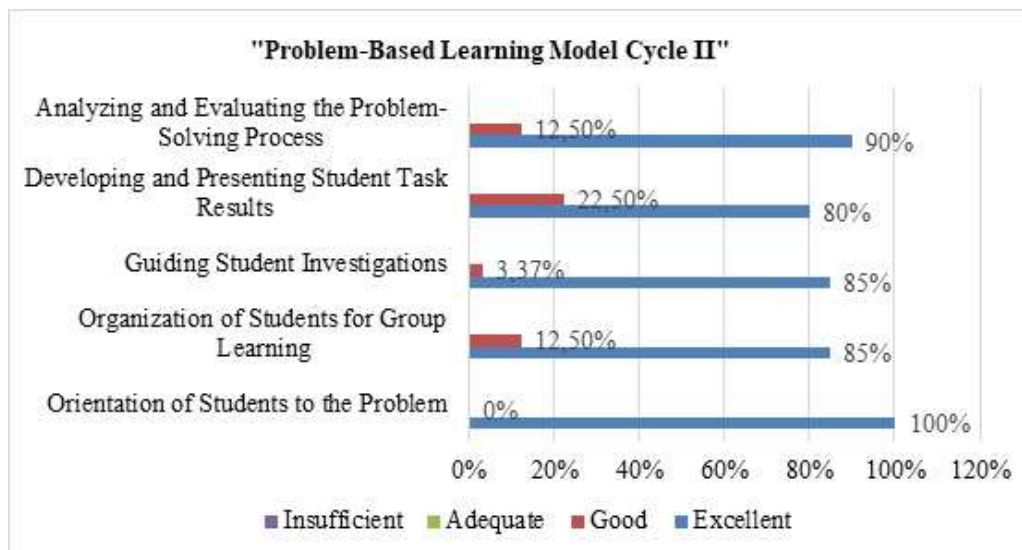 "Problem-Based Learning Model Cycle II"
Analyzing and Evaluating the Problem-
Solving Process
12,50%
90%
Developing and Presenting Student Task
Results
22,50%
80%
Guiding Student Investigations
3,37%
85%
Organization of Students for Group
Learning
12,50%
85%
Orientation of Students to the Problem
0%
100%
0% 20% 40% 60% 80% 100% 120%
Insufficient Adequate Good Excellent